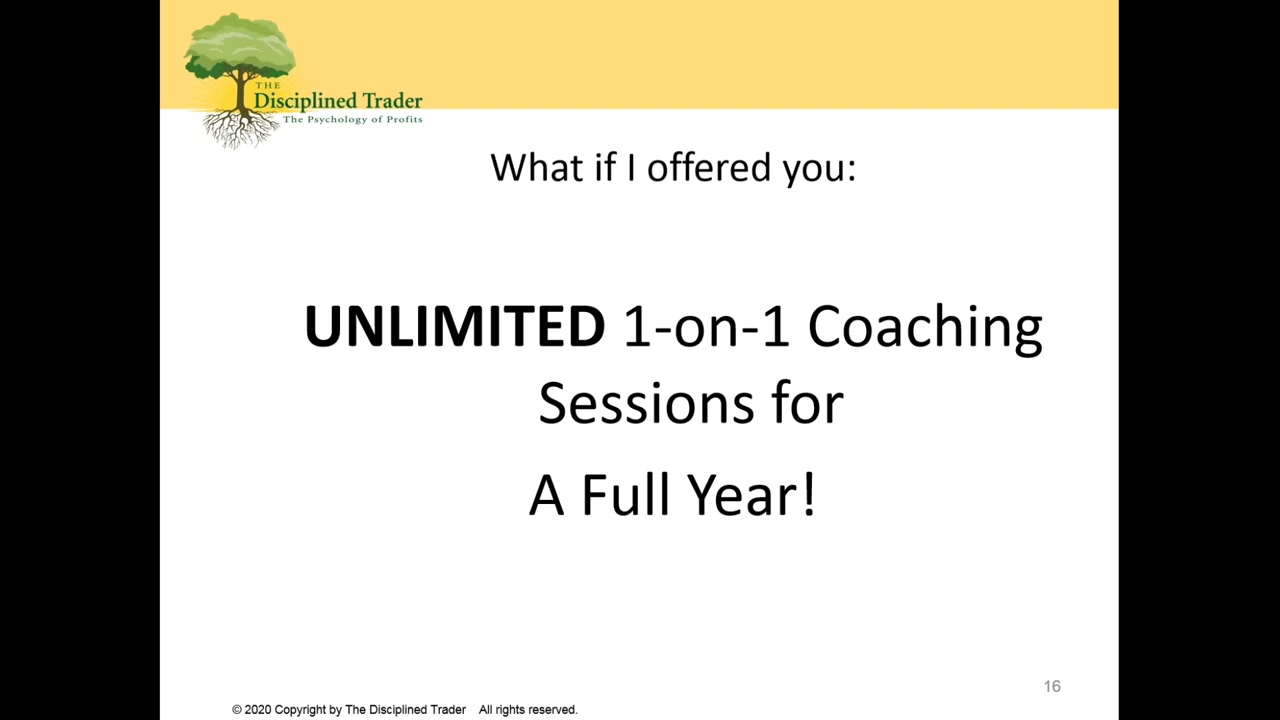 THE
Disciplined Trader
The Psychology of Profits
What if I offered you:
UNLIMITED 1-on-1 Coaching
Sessions for
A Full Year!
16
© 2020 Copyright by The Disciplined Trader All rights reserved.